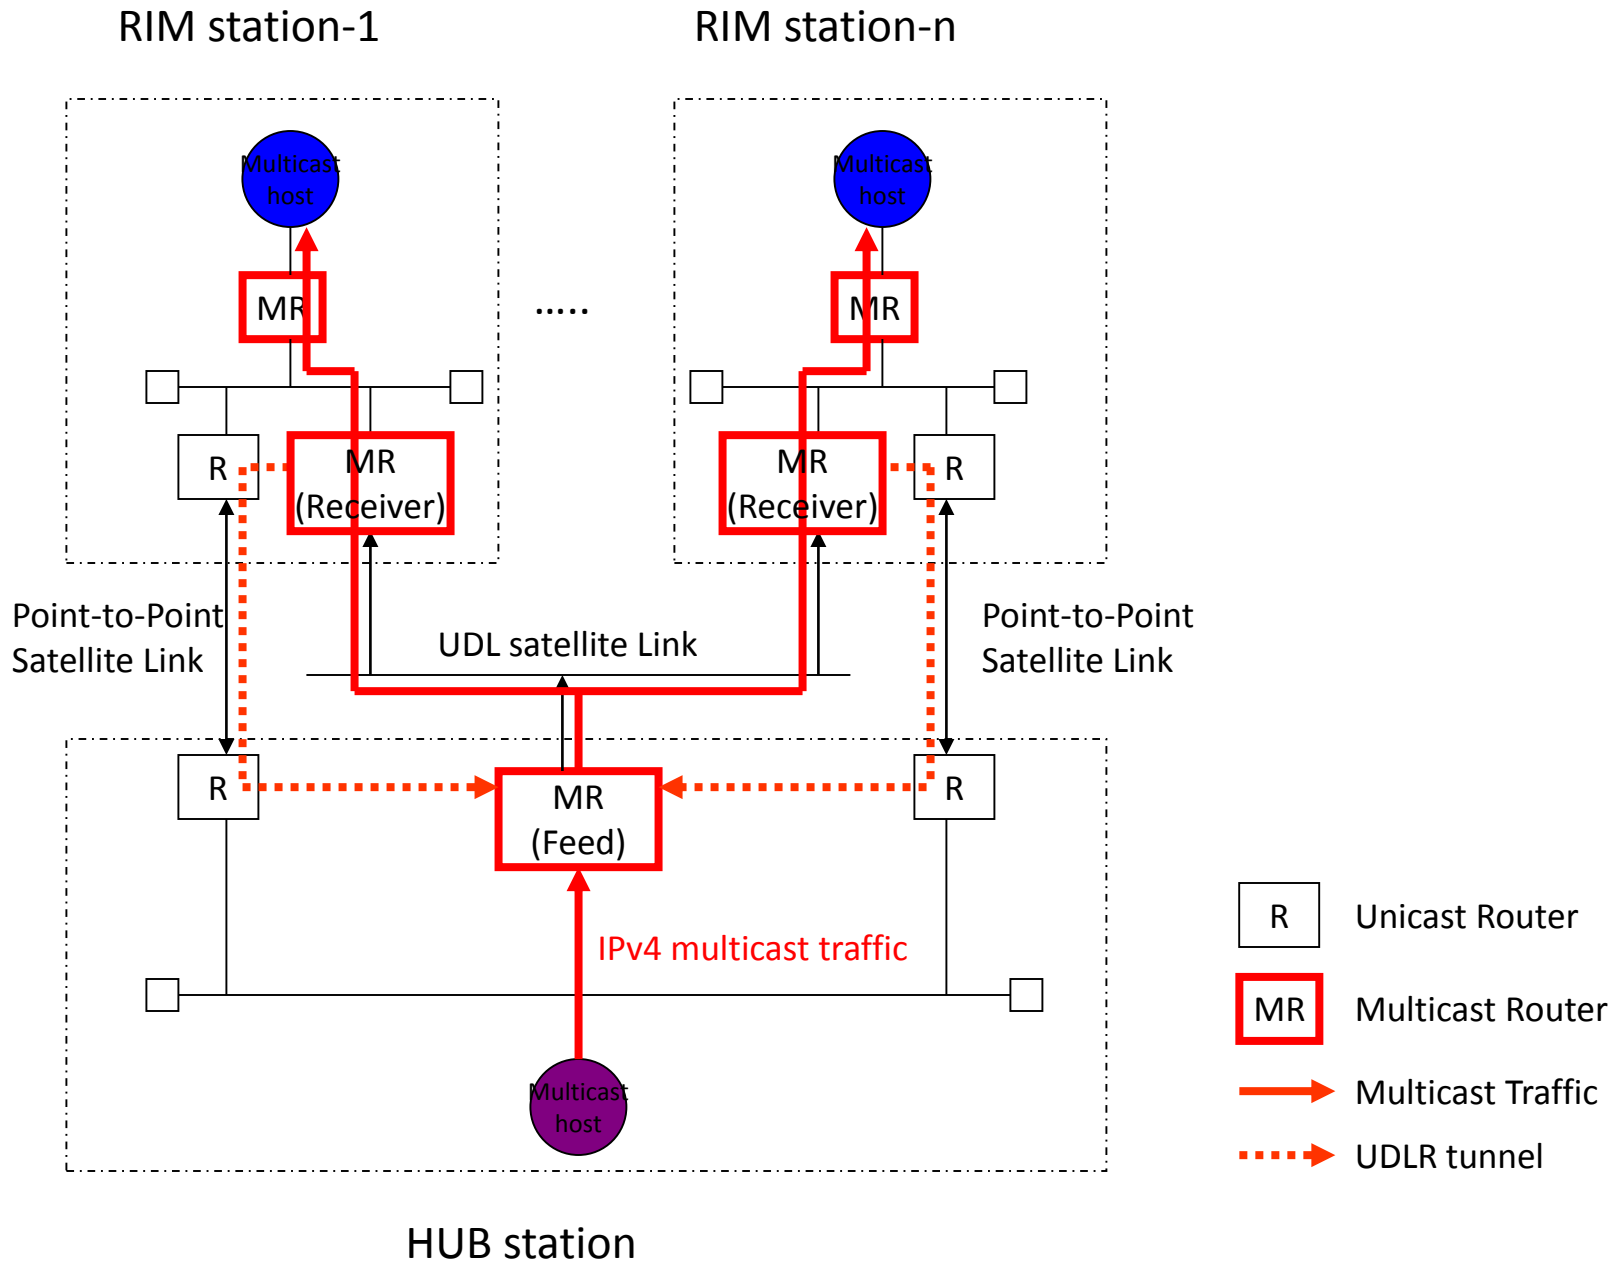 RIM station-1
RIM station-n
Multicast
host
Multicast
host
MR
.....
MR
R
MR
(Receiver)
MR
(Receiver)
R
Point-to-Point
Satellite Link
UDL satellite Link
Point-to-Point
Satellite Link
R
MR
(Feed)
R
IPv4 multicast traffic
Multicast
host
R
Unicast Router
MR
Multicast Router
Multicast Traffic
UDLR tunnel
HUB station